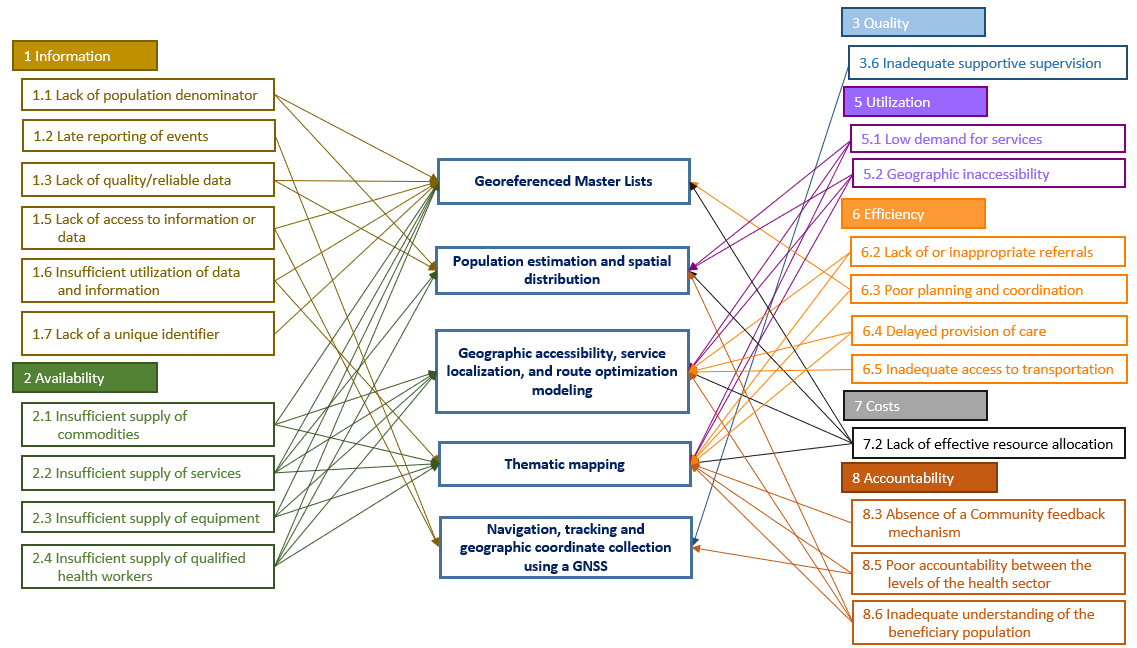 1 Information
1.1 Lack of population denominator
1.2 Late reporting of events
1.3 Lack of quality/reliable data
1.5 Lack of access to information or
data
1.6 Insufficient utilization of data
and information
1.7 Lack of a unique identifier
2 Availability
2.1 Insufficient supply of
commodities
2.2 Insufficient supply of services
2.3 Insufficient supply of equipment
2.4 Insufficient supply of qualified
health workers
Georeferenced Master Lists
Population estimation and spatial
distribution
Geographic accessibility, service
localization, and route optimization
modeling
Thematic mapping
Navigation, tracking and
geographic coordinate collection
using a GNSS
3 Quality
3.6 Inadequate supportive supervision
5 Utilization
5.1 Low demand for services
5.2 Geographic inaccessibility
6 Efficiency
6.2 Lack of or inappropriate referrals
6.3 Poor planning and coordination
6.4 Delayed provision of care
6.5 Inadequate access to transportation
7 Costs
7.2 Lack of effective resource allocation
8 Accountability
8.3 Absence of a Community feedback
mechanism
8.5 Poor accountability between the
levels of the health sector
8.6 Inadequate understanding of the
beneficiary population